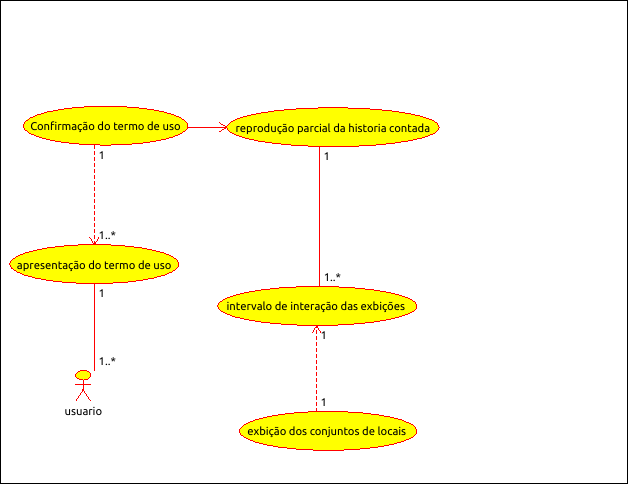 Confirmação do termo de uso
reprodução parcial da historia contada
1
1
1..*
apresentação do termo de uso
1..*
1
intervalo de interação das exbições
1
1..*
usuario
1
exbição dos conjuntos de locais